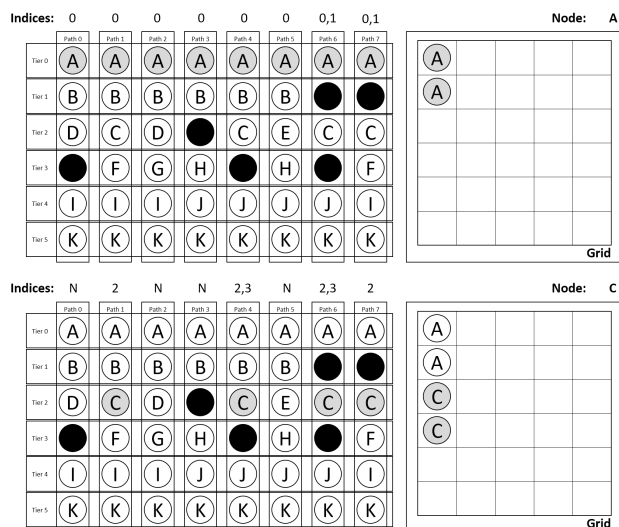 Indices: 0 0 0 0 0 0 0,1 0,1 Node: A
Path 0 Path 1 Path 2 Path 3 Path 4 Path 5 Path 6 Path 7
Tier 0 A A A A A A A A A
Tier 1 B B B B B B A
Tier 2 D C D C E C C
Tier 3 F G H H F
Tier 4 I I I J J J J I
Tier 5 K K K K K K K K
Grid
Indices: N 2 N N 2,3 N 2,3 2 Node: C
Path 0 Path 1 Path 2 Path 3 Path 4 Path 5 Path 6 Path 7
Tier 0 A A A A A A A A A
Tier 1 B B B B B B A
Tier 2 D C D C E C C C
Tier 3 F G H H F C
Tier 4 I I I J J J J I
Tier 5 K K K K K K K K
Grid